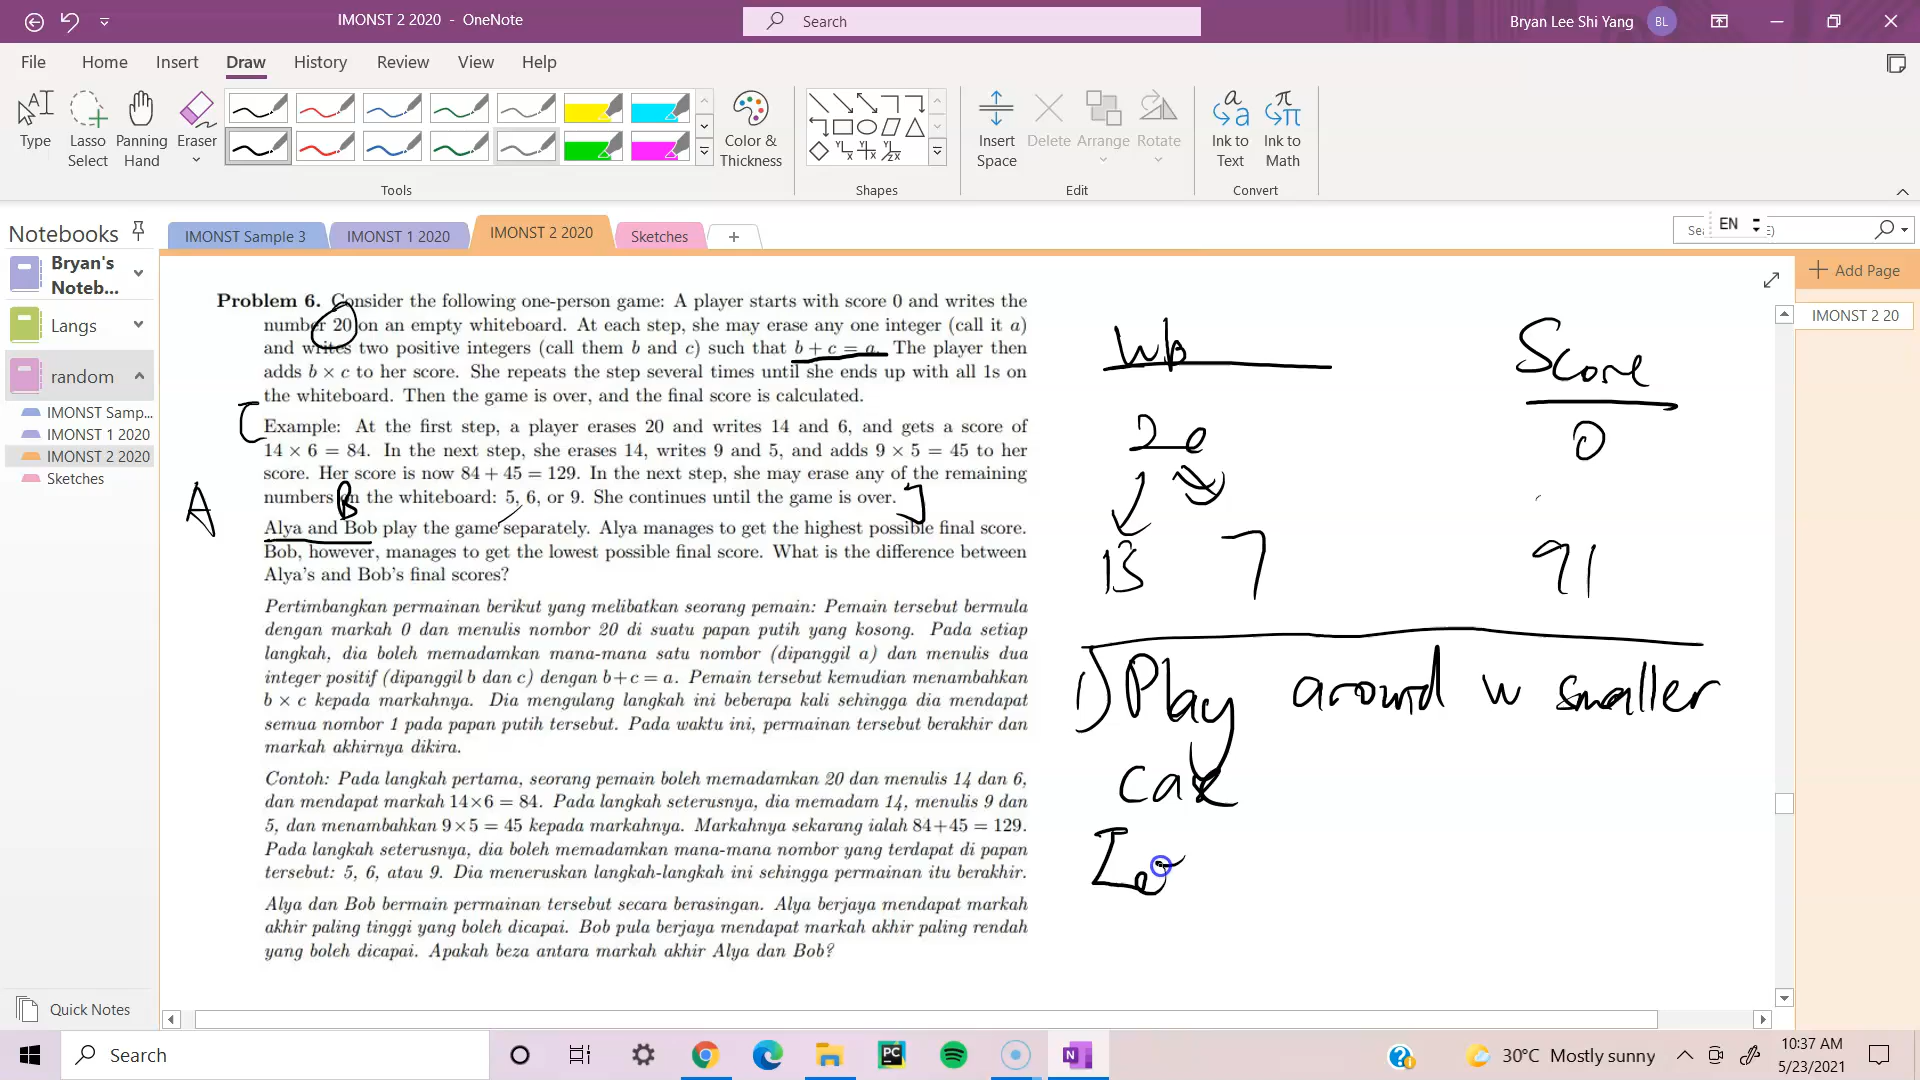 IMONST 2 2020 - OneNote
Search
Bryan Lee Shi Yang
BL
File Home Insert Draw History Review View Help
Type
Lasso Select
Panning Hand
Eraser
Color & Thickness
Insert Space
Delete
Arrange
Rotate
Ink to Text
Ink to Math
Tools
Shapes
Edit
Convert
Notebooks
IMONST Sample 3
IMONST 1 2020
IMONST 2 2020
Sketches
EN
Bryan's Noteb...
Langs
random
IMONST Samp...
IMONST 1 2020
IMONST 2 2020
Sketches
Quick Notes
Add Page
IMONST 2 20
Problem 6. Consider the following one-person game: A player starts with score 0 and writes the
number 20 on an empty whiteboard. At each step, she may erase any one integer (call it a)
and writes two positive integers (call them b and c) such that b + c = a. The player then
adds b × c to her score. She repeats the step several times until she ends up with all 1s on
the whiteboard. Then the game is over, and the final score is calculated.
Example: At the first step, a player erases 20 and writes 14 and 6, and gets a score of
14 × 6 = 84. In the next step, she erases 14, writes 9 and 5, and adds 9 × 5 = 45 to her
score. Her score is now 84 + 45 = 129. In the next step, she may erase any of the remaining
numbers on the whiteboard: 5, 6, or 9. She continues until the game is over.
A
B
Alya and Bob play the game separately. Alya manages to get the highest possible final score.
Bob, however, manages to get the lowest possible final score. What is the difference between
Alya's and Bob's final scores?
Pertimbangkan permainan berikut yang melibatkan seorang pemain: Pemain tersebut bermula
dengan markah 0 dan menulis nombor 20 di suatu papan putih yang kosong. Pada setiap
langkah, dia boleh memadamkan mana-mana satu nombor (dipanggil a) dan menulis dua
integer positif (dipanggil b dan c) dengan b+c = a. Pemain tersebut kemudian menambahkan
b × c kepada markahnya. Dia mengulang langkah ini beberapa kali sehingga dia mendapat
semua nombor 1 pada papan putih tersebut. Pada waktu ini, permainan tersebut berakhir dan
markah akhirnya dikira.
Contoh: Pada langkah pertama, seorang pemain boleh memadamkan 20 dan menulis 14 dan 6,
dan mendapat markah 14×6 = 84. Pada langkah seterusnya, dia memadam 14, menulis 9 dan
5, dan menambahkan 9×5 = 45 kepada markahnya. Markahnya sekarang ialah 84+45 = 129.
Pada langkah seterusnya, dia boleh memadamkan mana-mana nombor yang terdapat di papan
tersebut: 5, 6, atau 9. Dia meneruskan langkah-langkah ini sehingga permainan itu berakhir.
Alya dan Bob bermain permainan tersebut secara berasingan. Alya berjaya mendapat markah
akhir paling tinggi yang boleh dicapai. Bob pula berjaya mendapat markah akhir paling rendah
yang boleh dicapai. Apakah beza antara markah akhir Alya dan Bob?
Wb Score
20 0
13 7 91
1) Play around w smaller
Search
30°C Mostly sunny
10:37 AM
5/23/2021